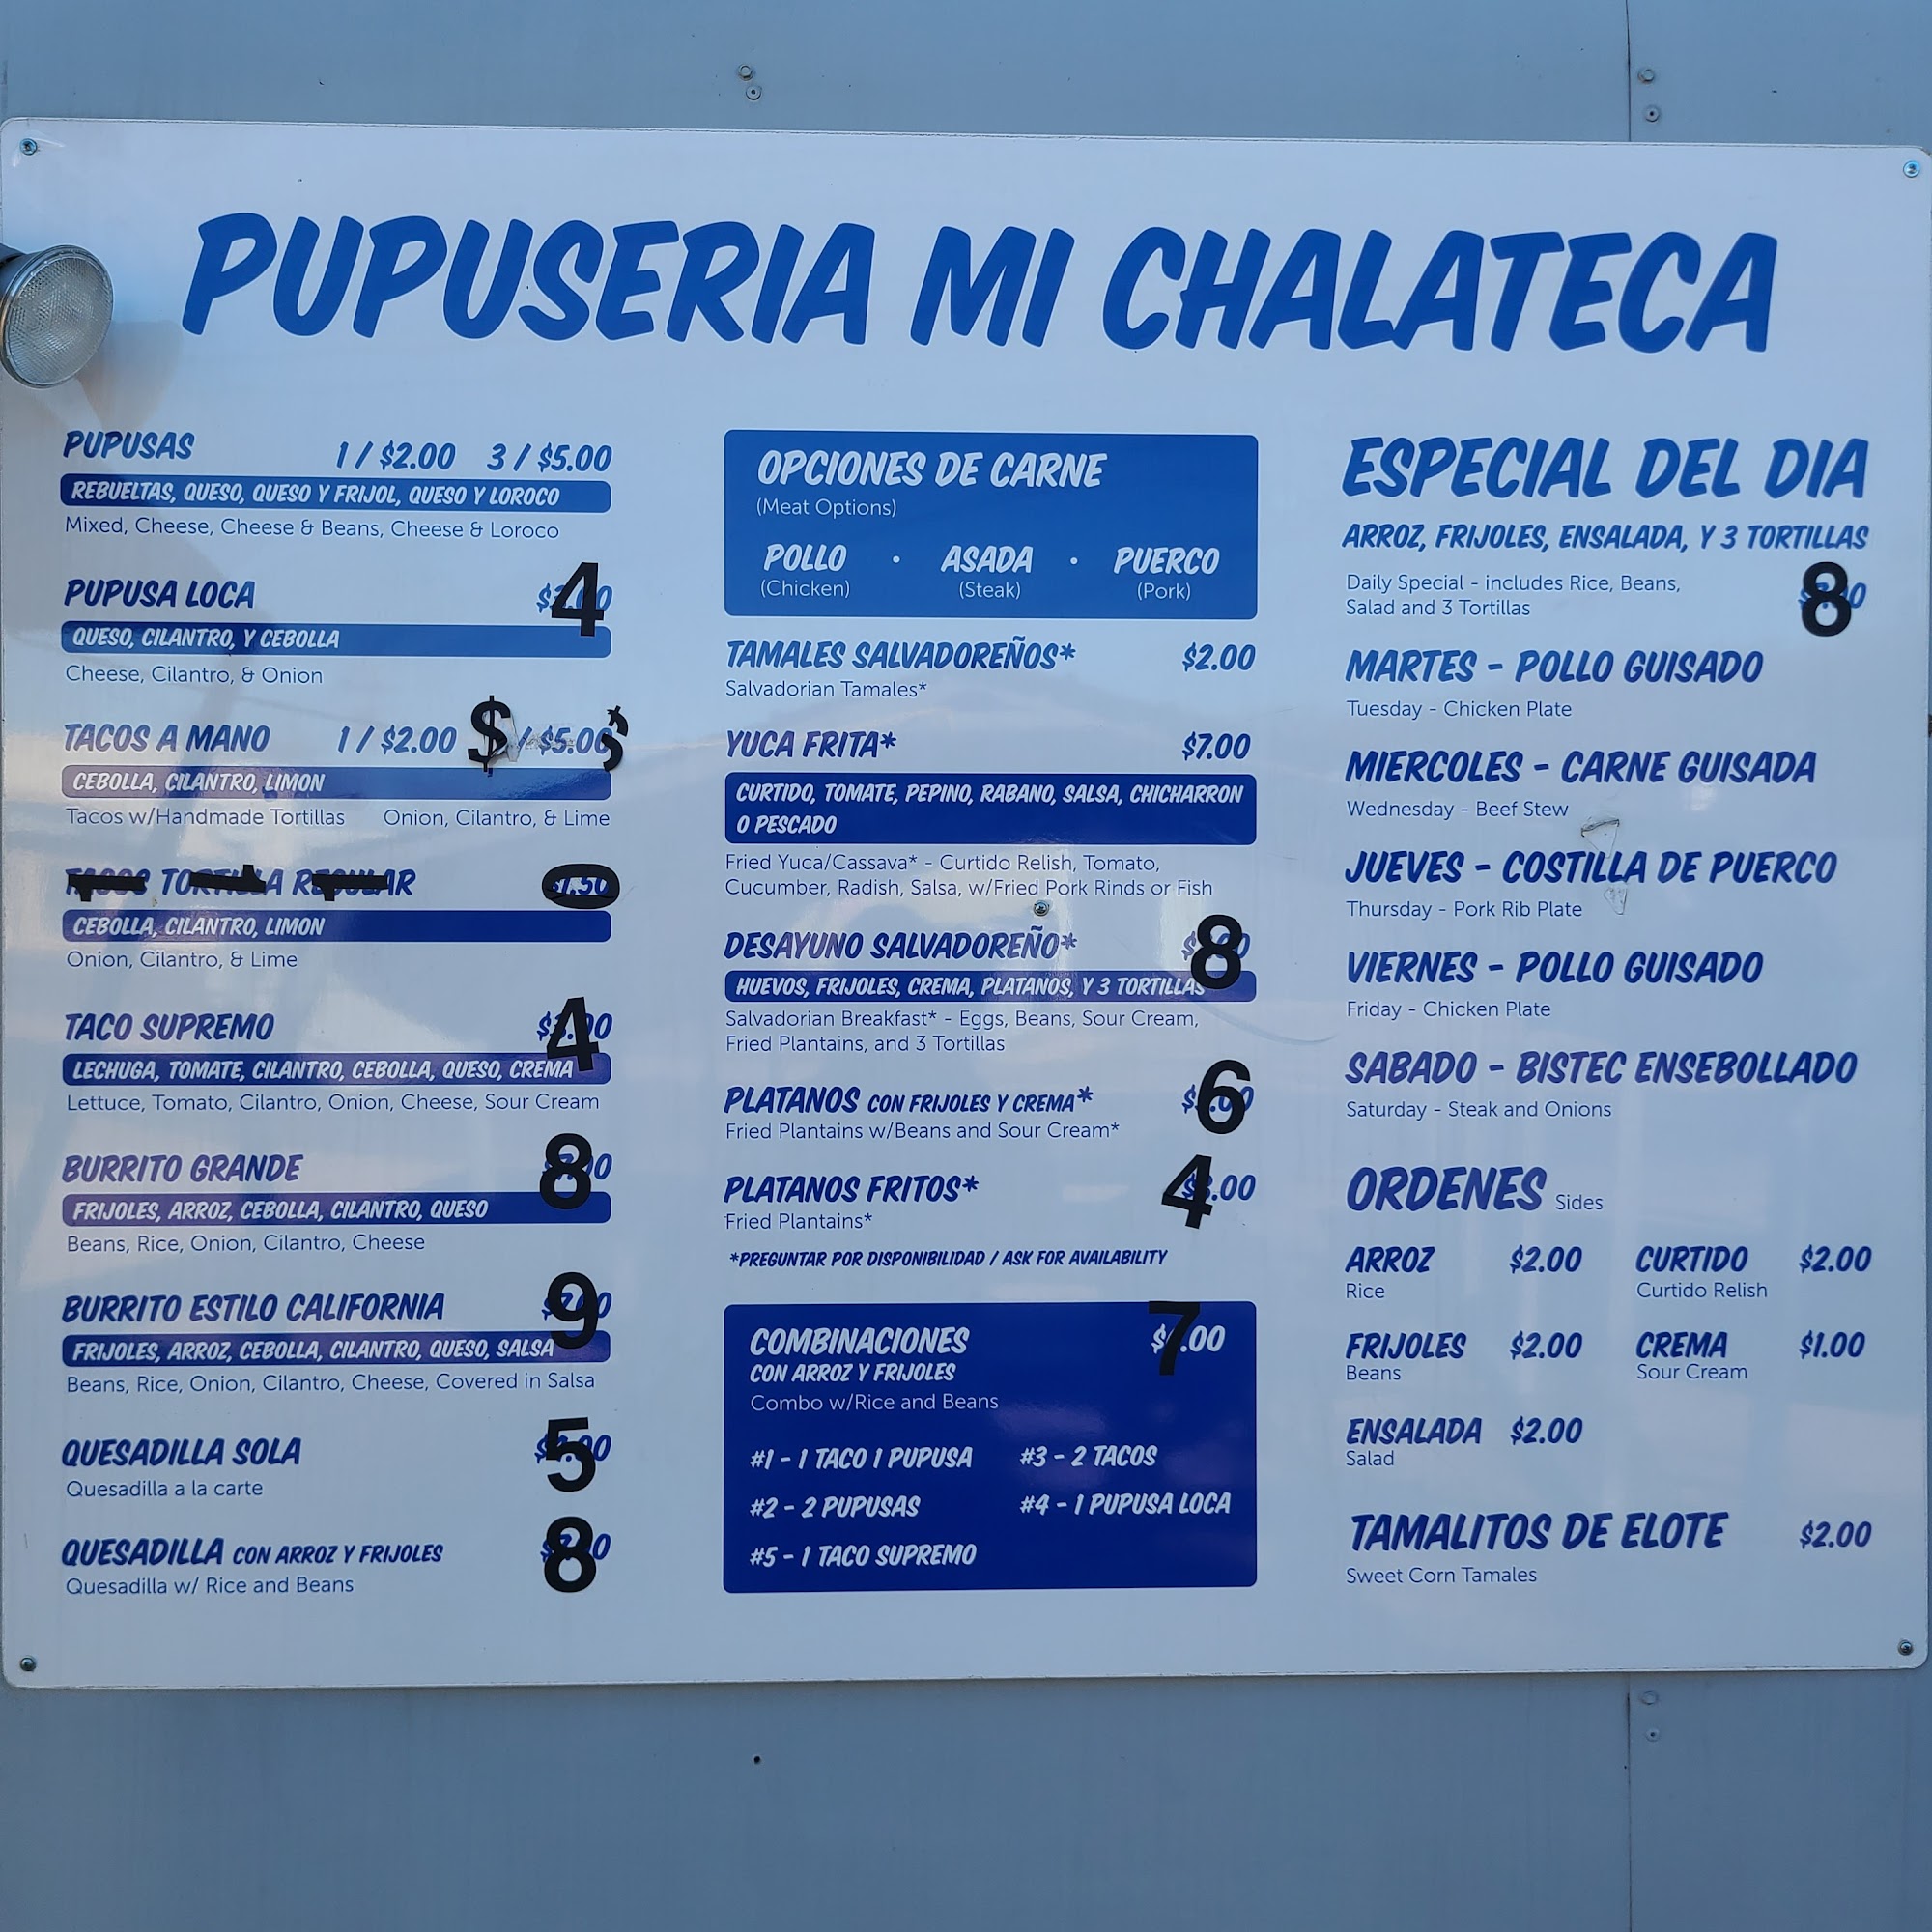 PUPUSERIA MI CHALATECA
PUPUSAS 1 / $2.00 3 / $5.00
REBUELTAS, QUESO, QUESO Y FRIJOL, QUESO Y LOROCO
Mixed, Cheese, Cheese & Beans, Cheese & Loroco
PUPUSA LOCA 4
QUESO, CILANTRO, Y CEBOLLA
Cheese, Cilantro, & Onion
TACOS A MANO 1 / $2.00 $ / $5.00 $
CEBOLLA, CILANTRO, LIMON
Tacos w/Handmade Tortillas Onion, Cilantro, & Lime
TACOS TORTILLA REGULAR $1.50
CEBOLLA, CILANTRO, LIMON
Onion, Cilantro, & Lime
TACO SUPREMO 4
LECHUGA, TOMATE, CILANTRO, CEBOLLA, QUESO, CREMA
Lettuce, Tomato, Cilantro, Onion, Cheese, Sour Cream
BURRITO GRANDE 8
FRIJOLES, ARROZ, CEBOLLA, CILANTRO, QUESO
Beans, Rice, Onion, Cilantro, Cheese
BURRITO ESTILO CALIFORNIA 9
FRIJOLES, ARROZ, CEBOLLA, CILANTRO, QUESO, SALSA
Beans, Rice, Onion, Cilantro, Cheese, Covered in Salsa
QUESADILLA SOLA 5
Quesadilla a la carte
QUESADILLA CON ARROZ Y FRIJOLES 8
Quesadilla w/ Rice and Beans
OPCIONES DE CARNE
(Meat Options)
POLLO · ASADA · PUERCO
(Chicken) (Steak) (Pork)
TAMALES SALVADOREÑOS* $2.00
Salvadorian Tamales*
YUCA FRITA* $7.00
CURTIDO, TOMATE, PEPINO, RABANO, SALSA, CHICHARRON
O PESCADO
Fried Yuca/Cassava* - Curtido Relish, Tomato,
Cucumber, Radish, Salsa, w/Fried Pork Rinds or Fish
DESAYUNO SALVADOREÑO* 8
HUEVOS, FRIJOLES, CREMA, PLATANOS, Y 3 TORTILLAS
Salvadorian Breakfast* - Eggs, Beans, Sour Cream,
Fried Plantains, and 3 Tortillas
PLATANOS CON FRIJOLES Y CREMA* 6
Fried Plantains w/Beans and Sour Cream*
PLATANOS FRITOS* 4
Fried Plantains*
*PREGUNTAR POR DISPONIBILIDAD / ASK FOR AVAILABILITY
COMBINACIONES 7
CON ARROZ Y FRIJOLES
Combo w/Rice and Beans
#1 - 1 TACO 1 PUPUSA #3 - 2 TACOS
#2 - 2 PUPUSAS #4 - 1 PUPUSA LOCA
#5 - 1 TACO SUPREMO
ESPECIAL DEL DIA
ARROZ, FRIJOLES, ENSALADA, Y 3 TORTILLAS
Daily Special - includes Rice, Beans,
Salad and 3 Tortillas 8
MARTES - POLLO GUISADO
Tuesday - Chicken Plate
MIERCOLES - CARNE GUISADA
Wednesday - Beef Stew
JUEVES - COSTILLA DE PUERCO
Thursday - Pork Rib Plate
VIERNES - POLLO GUISADO
Friday - Chicken Plate
SABADO - BISTEC ENSEBOLLADO
Saturday - Steak and Onions
ORDENES Sides
ARROZ $2.00 CURTIDO $2.00
Rice Curtido Relish
FRIJOLES $2.00 CREMA $1.00
Beans Sour Cream
ENSALADA $2.00
Salad
TAMALITOS DE ELOTE $2.00
Sweet Corn Tamales